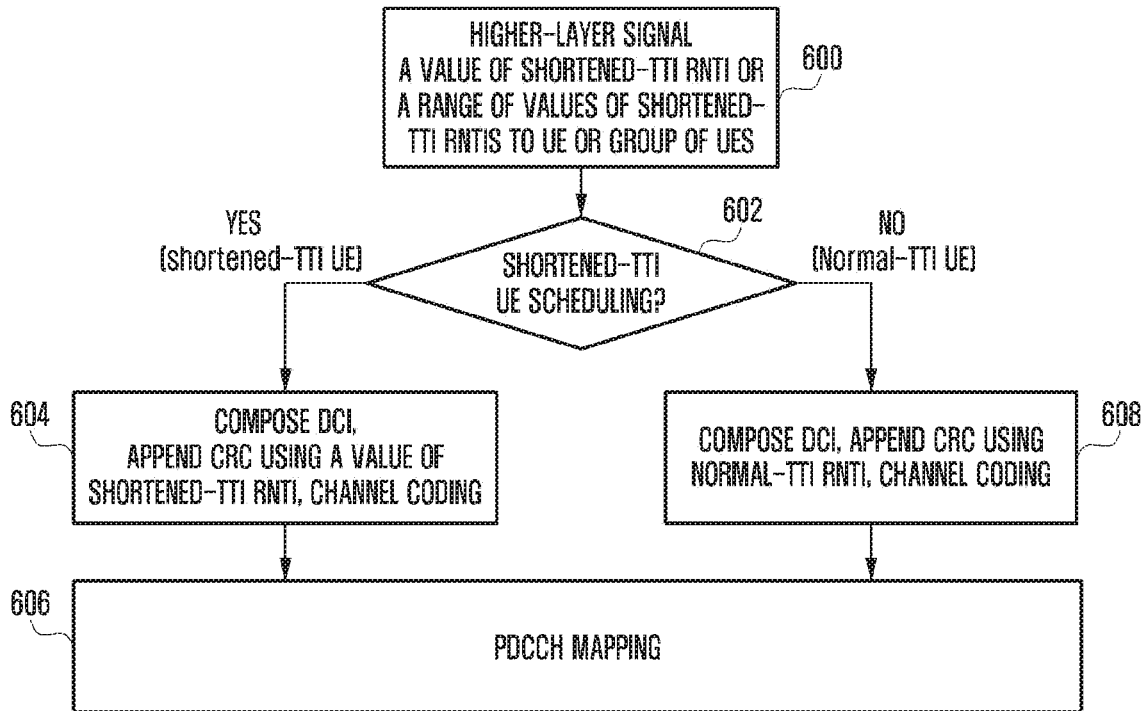 HIGHER-LAYER SIGNAL
A VALUE OF SHORTENED-TTI RNTI OR
A RANGE OF VALUES OF SHORTENED-
TTI RNTIS TO UE OR GROUP OF UES
600
602
YES
(shortened-TTI UE)
NO
(Normal-TTI UE)
SHORTENED-TTI
UE SCHEDULING?
604
COMPOSE DCI,
APPEND CRC USING A VALUE OF
SHORTENED-TTI RNTI, CHANNEL CODING
COMPOSE DCI, APPEND CRC USING
NORMAL-TTI RNTI, CHANNEL CODING
608
606
PDCCH MAPPING